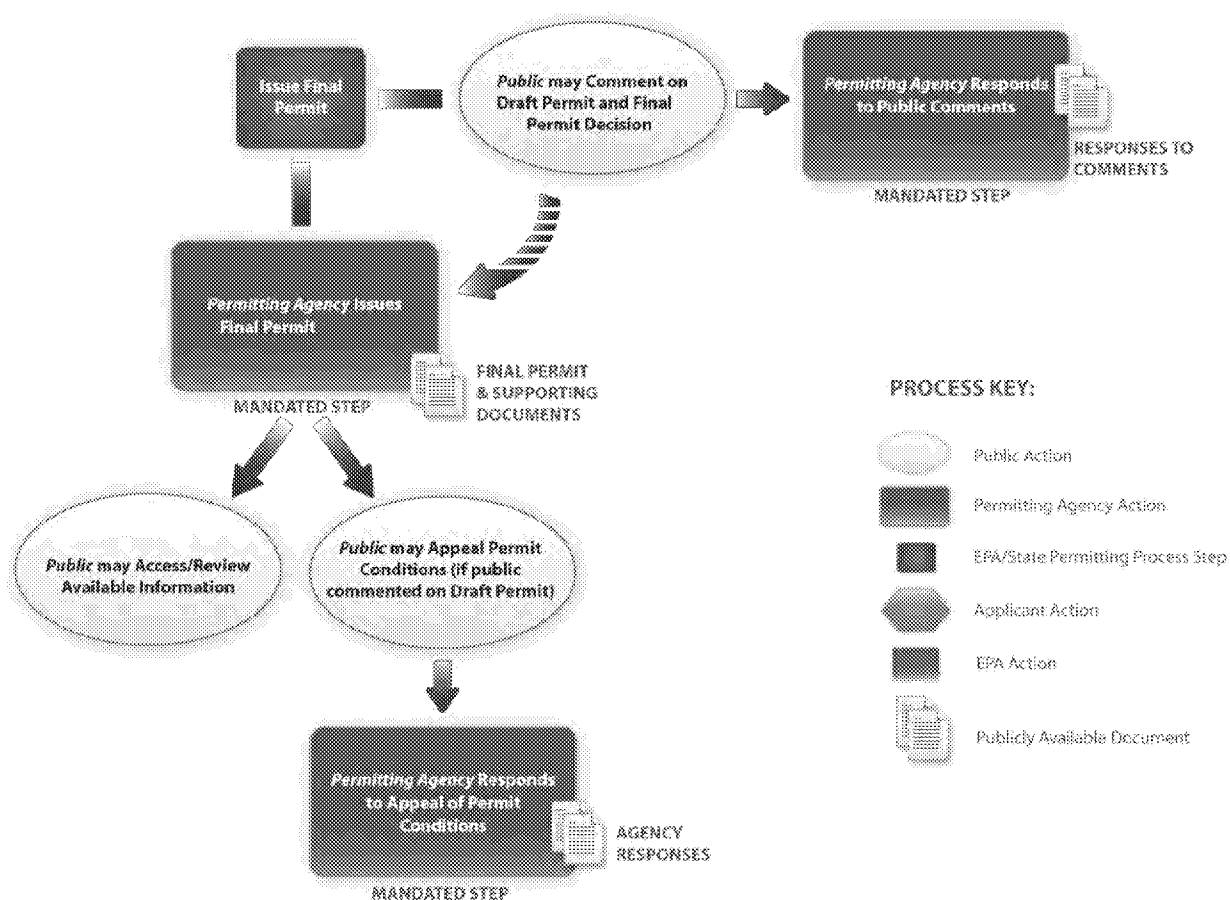 Issue Final
Permit
Public may Comment on
Draft Permit and Final
Permit Decision
Permitting Agency Responds
to Public Comments
RESPONSES TO
COMMENTS
MANDATED STEP
Permitting Agency Issues
Final Permit
FINAL PERMIT
& SUPPORTING
DOCUMENTS
MANDATED STEP
Public may Access/Review
Available Information
Public may Appeal Permit
Conditions (if public
commented on Draft Permit)
Permitting Agency Responds
to Appeal of Permit
Conditions
AGENCY
RESPONSES
MANDATED STEP
PROCESS KEY:
Public Action
Permitting Agency Action
EPA/State Permitting Process Step
Applicant Action
EPA Action
Publicly Available Document